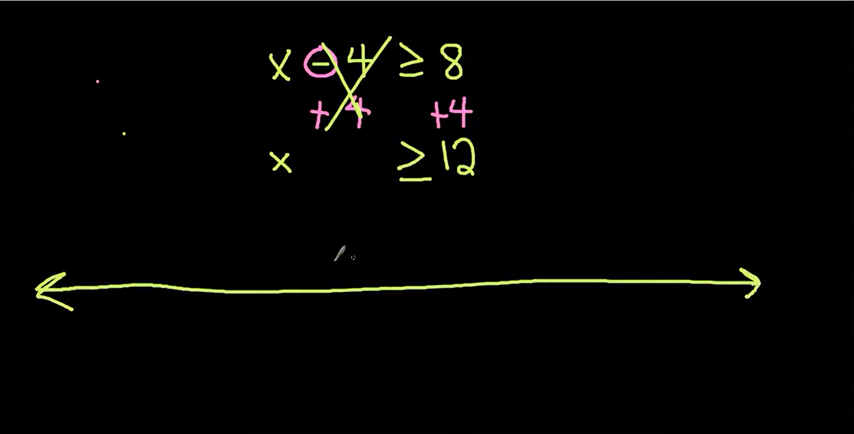 x - 4 ≥ 8
+ 4 +4
x ≥ 12